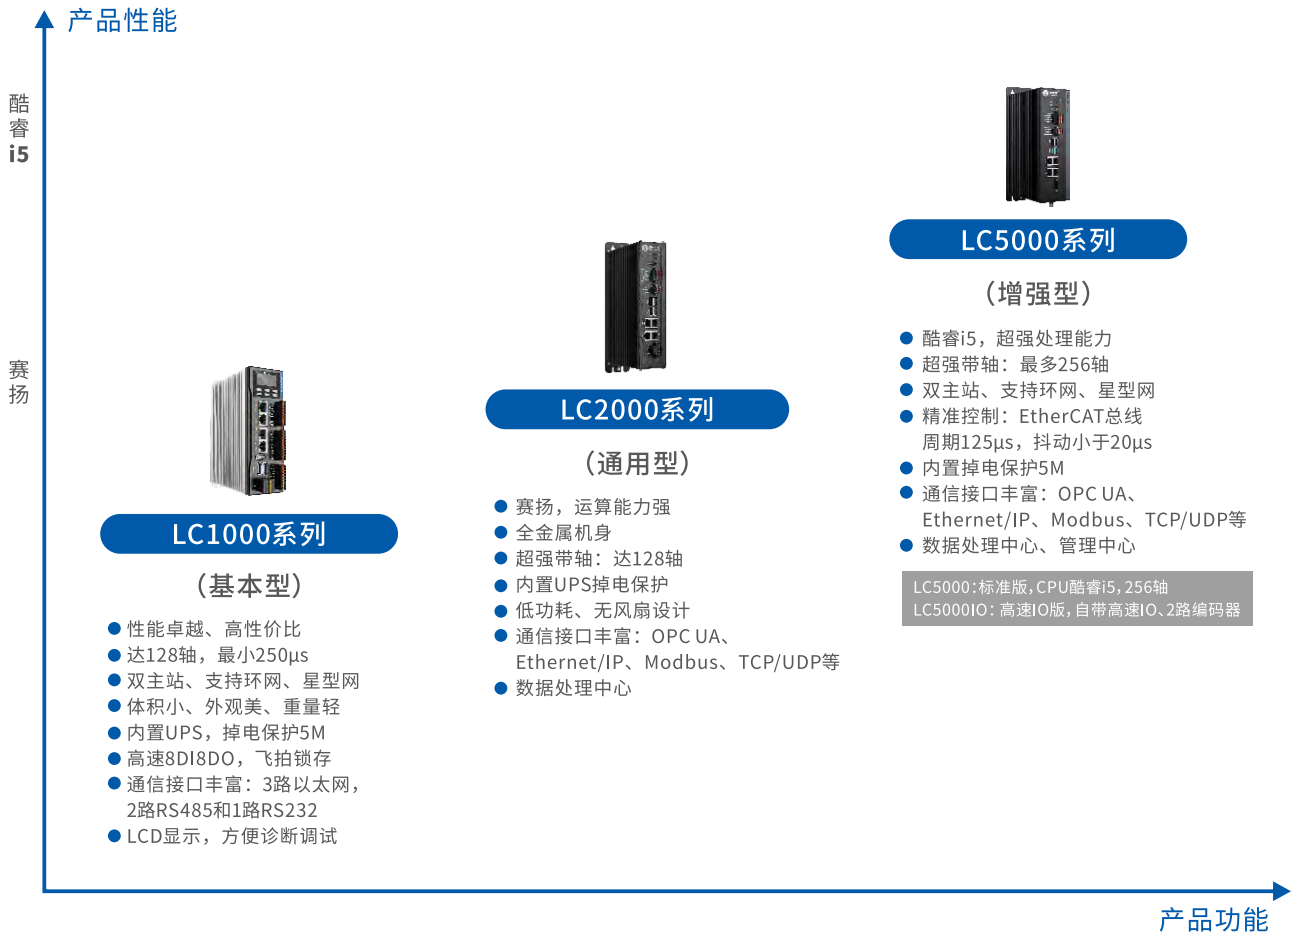 产品性能
酷
睿
i5
赛
扬
LC5000系列
（增强型）
酷睿i5，超强处理能力
超强带轴：最多256轴
双主站、支持环网、星型网
精准控制：EtherCAT总线
周期125μs，抖动小于20μs
内置掉电保护5M
通信接口丰富：OPC UA、
Ethernet/IP、Modbus、TCP/UDP等
数据处理中心、管理中心
LC5000：标准版，CPU酷睿i5，256轴
LC5000IO：高速IO版，自带高速IO、2路编码器
LC2000系列
（通用型）
赛扬，运算能力强
全金属机身
超强带轴：达128轴
内置UPS掉电保护
低功耗、无风扇设计
通信接口丰富：OPC UA、
Ethernet/IP、Modbus、TCP/UDP等
数据处理中心
LC1000系列
（基本型）
性能卓越、高性价比
达128轴，最小250μs
双主站、支持环网、星型网
体积小、外观美、重量轻
内置UPS，掉电保护5M
高速8DI8DO，飞拍锁存
通信接口丰富：3路以太网，
2路RS485和1路RS232
LCD显示，方便诊断调试
产品功能